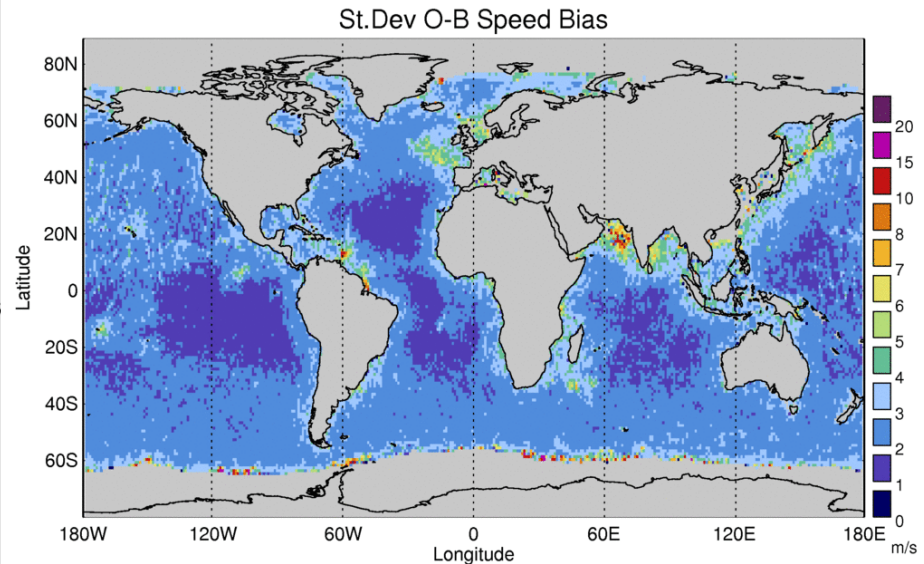 St.Dev O-B Speed Bias
80N
60N
40N
20N
0
20S
40S
60S
Latitude
180W
120W
60W
0
60E
120E
180E
Longitude
20
15
10
8
7
6
5
4
3
2
1
0
m/s